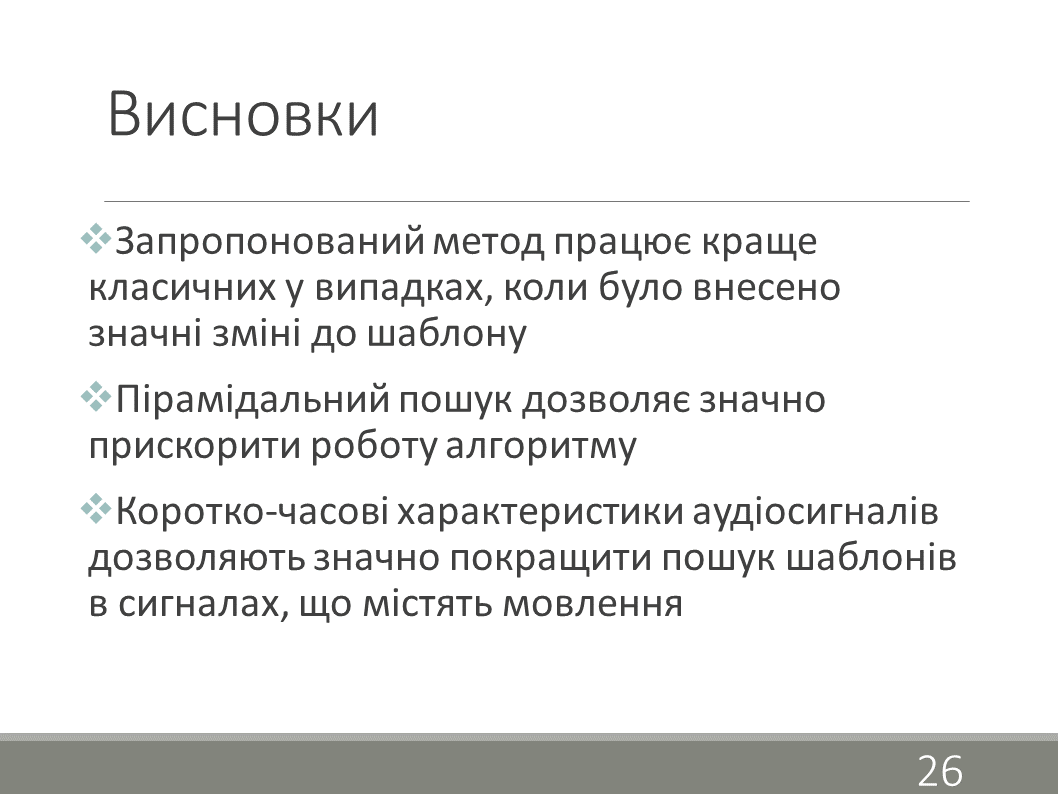 Висновки
❖Запропонований метод працює краще
класичних у випадках, коли було внесено
значні зміні до шаблону
❖Пірамідальний пошук дозволяє значно
прискорити роботу алгоритму
❖Коротко-часові характеристики аудіосигналів
дозволяють значно покращити пошук шаблонів
в сигналах, що містять мовлення
26